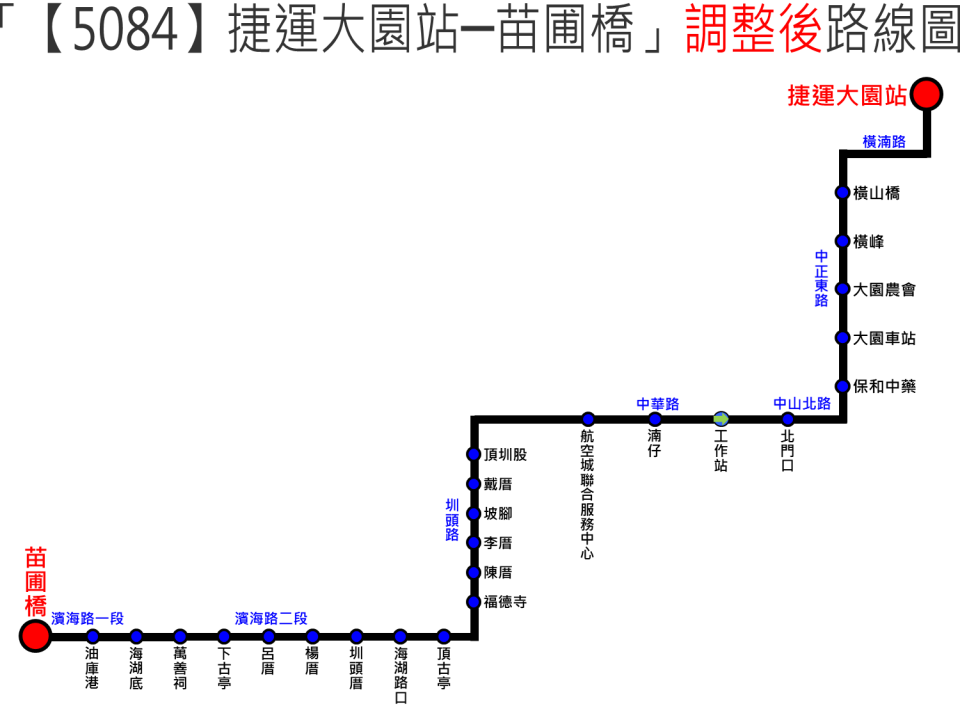 「【5084】捷運大園站─苗圃橋」調整後路線圖
捷運大園站
橫湳路
橫山橋
橫峰
中正東路
大園農會
大園車站
保和中藥
中華路
中山北路
航空城聯合服務中心
湳仔
工作站
北門口
頂圳股
戴厝
圳頭路
坡腳
李厝
陳厝
福德寺
苗圃橋
濱海路一段
濱海路二段
油庫港
海湖底
萬善祠
下古亭
呂厝
楊厝
圳頭厝
海湖路口
頂古亭